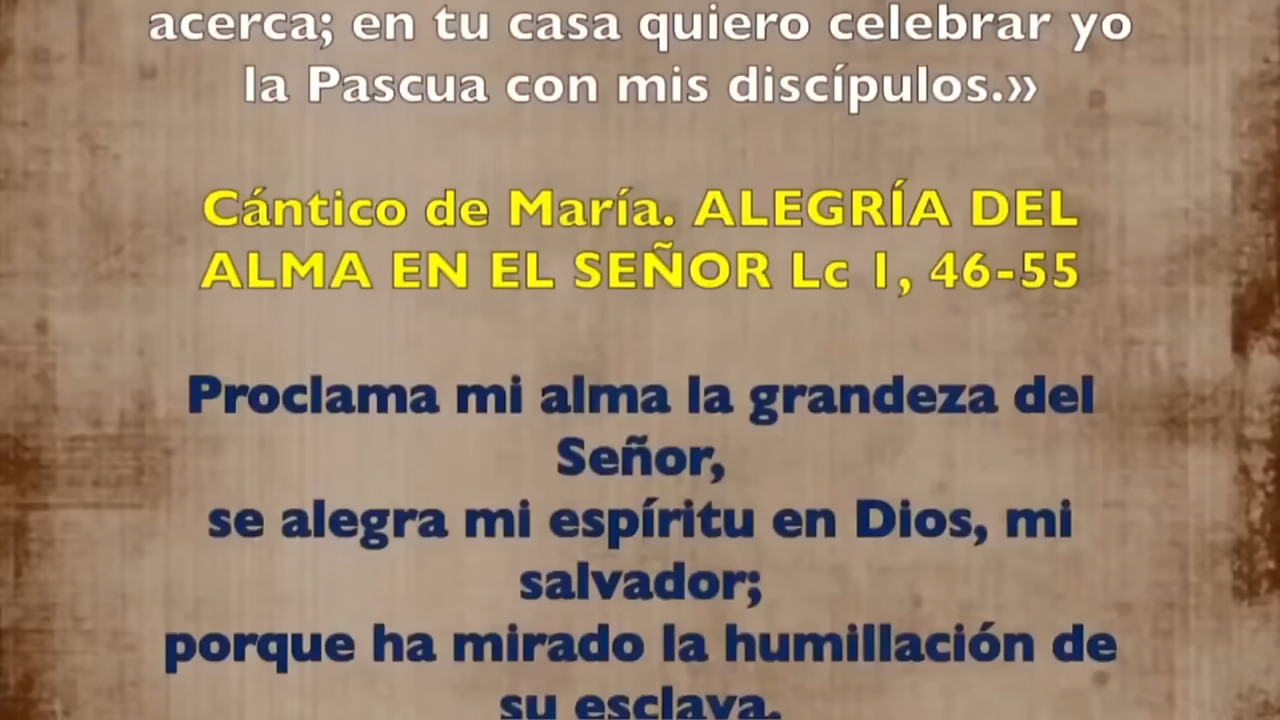 acerca; en tu casa quiero celebrar yo
la Pascua con mis discípulos.»
Cántico de María. ALEGRÍA DEL
ALMA EN EL SEÑOR Lc 1, 46-55
Proclama mi alma la grandeza del
Señor,
se alegra mi espíritu en Dios, mi
salvador;
porque ha mirado la humillación de
su esclava.